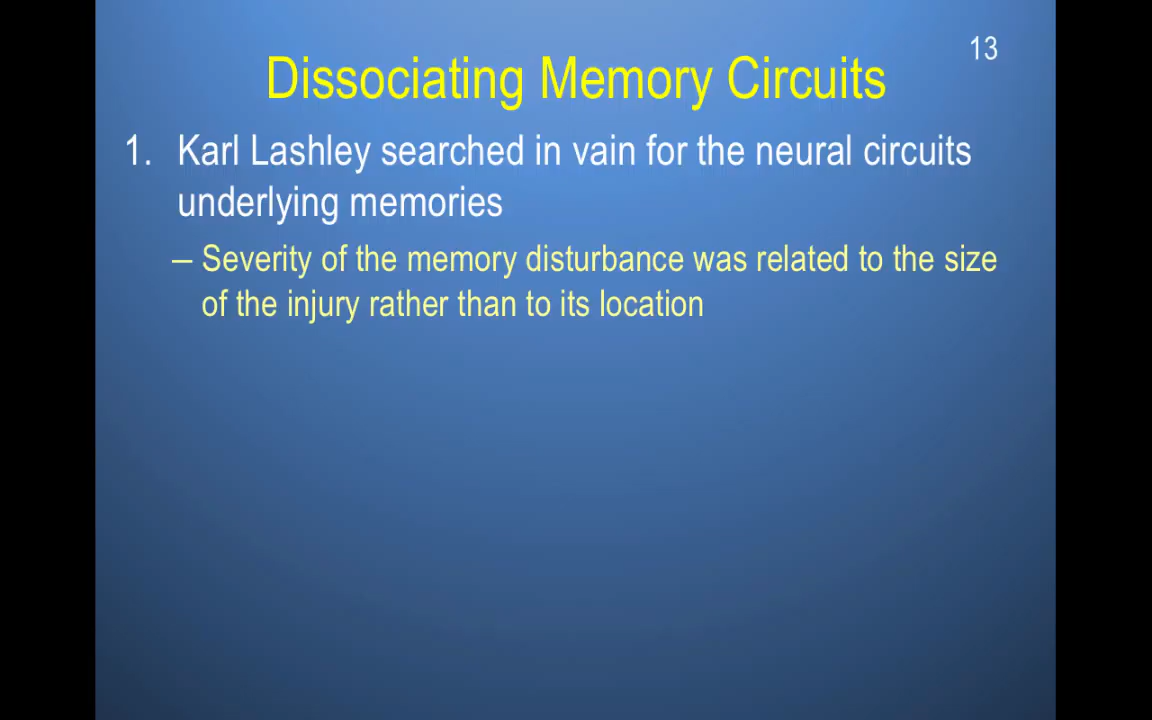 13
Dissociating Memory Circuits
1. Karl Lashley searched in vain for the neural circuits
underlying memories
– Severity of the memory disturbance was related to the size
of the injury rather than to its location